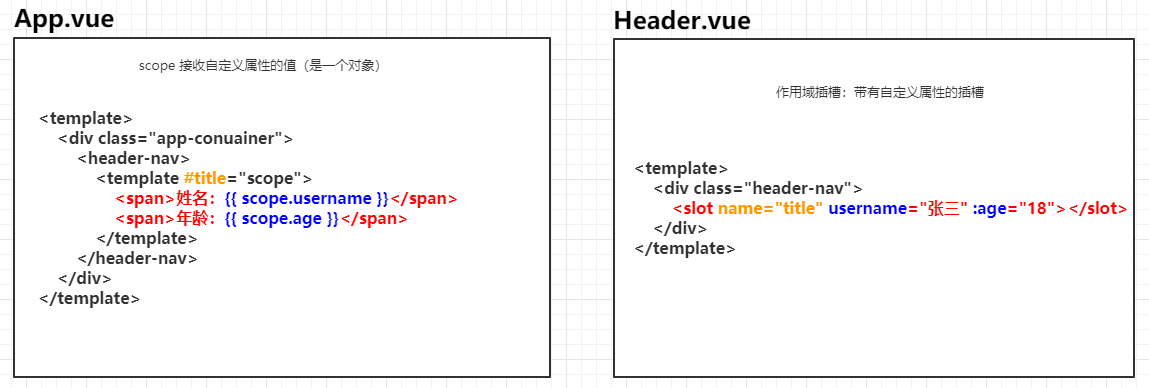 App.vue
scope 接收自定义属性的值（是一个对象）
<template>
<div class="app-conuainer">
<header-nav>
<template #title="scope">
<span>姓名：{{ scope.username }}</span>
<span>年龄：{{ scope.age }}</span>
</template>
</header-nav>
</div>
</template>
Header.vue
作用域插槽：带有自定义属性的插槽
<template>
<div class="header-nav">
<slot name="title" username="张三" :age="18"></slot>
</div>
</template>